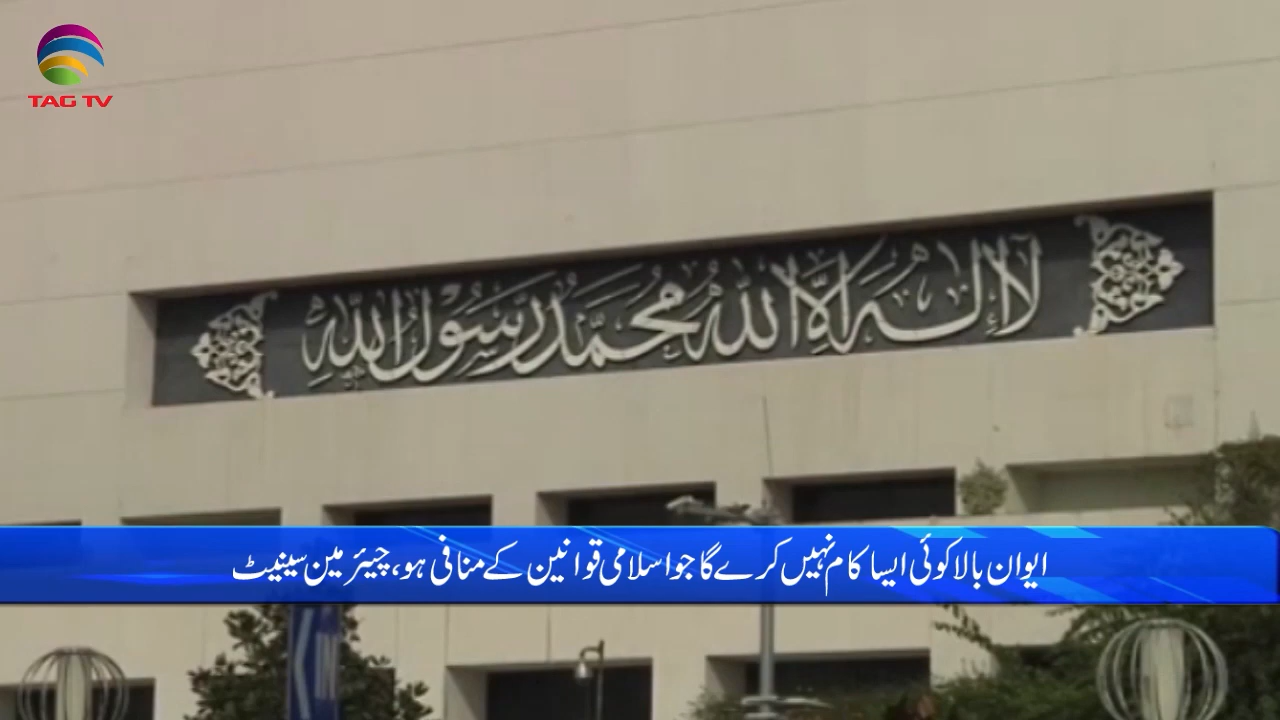 TAG TV
لا إله إلا الله محمد رسول الله
ایوان بالا کوئی ایسا کام نہیں کرے گا جو اسلامی قوانین کے منافی ہو، چیئرمین سینیٹ